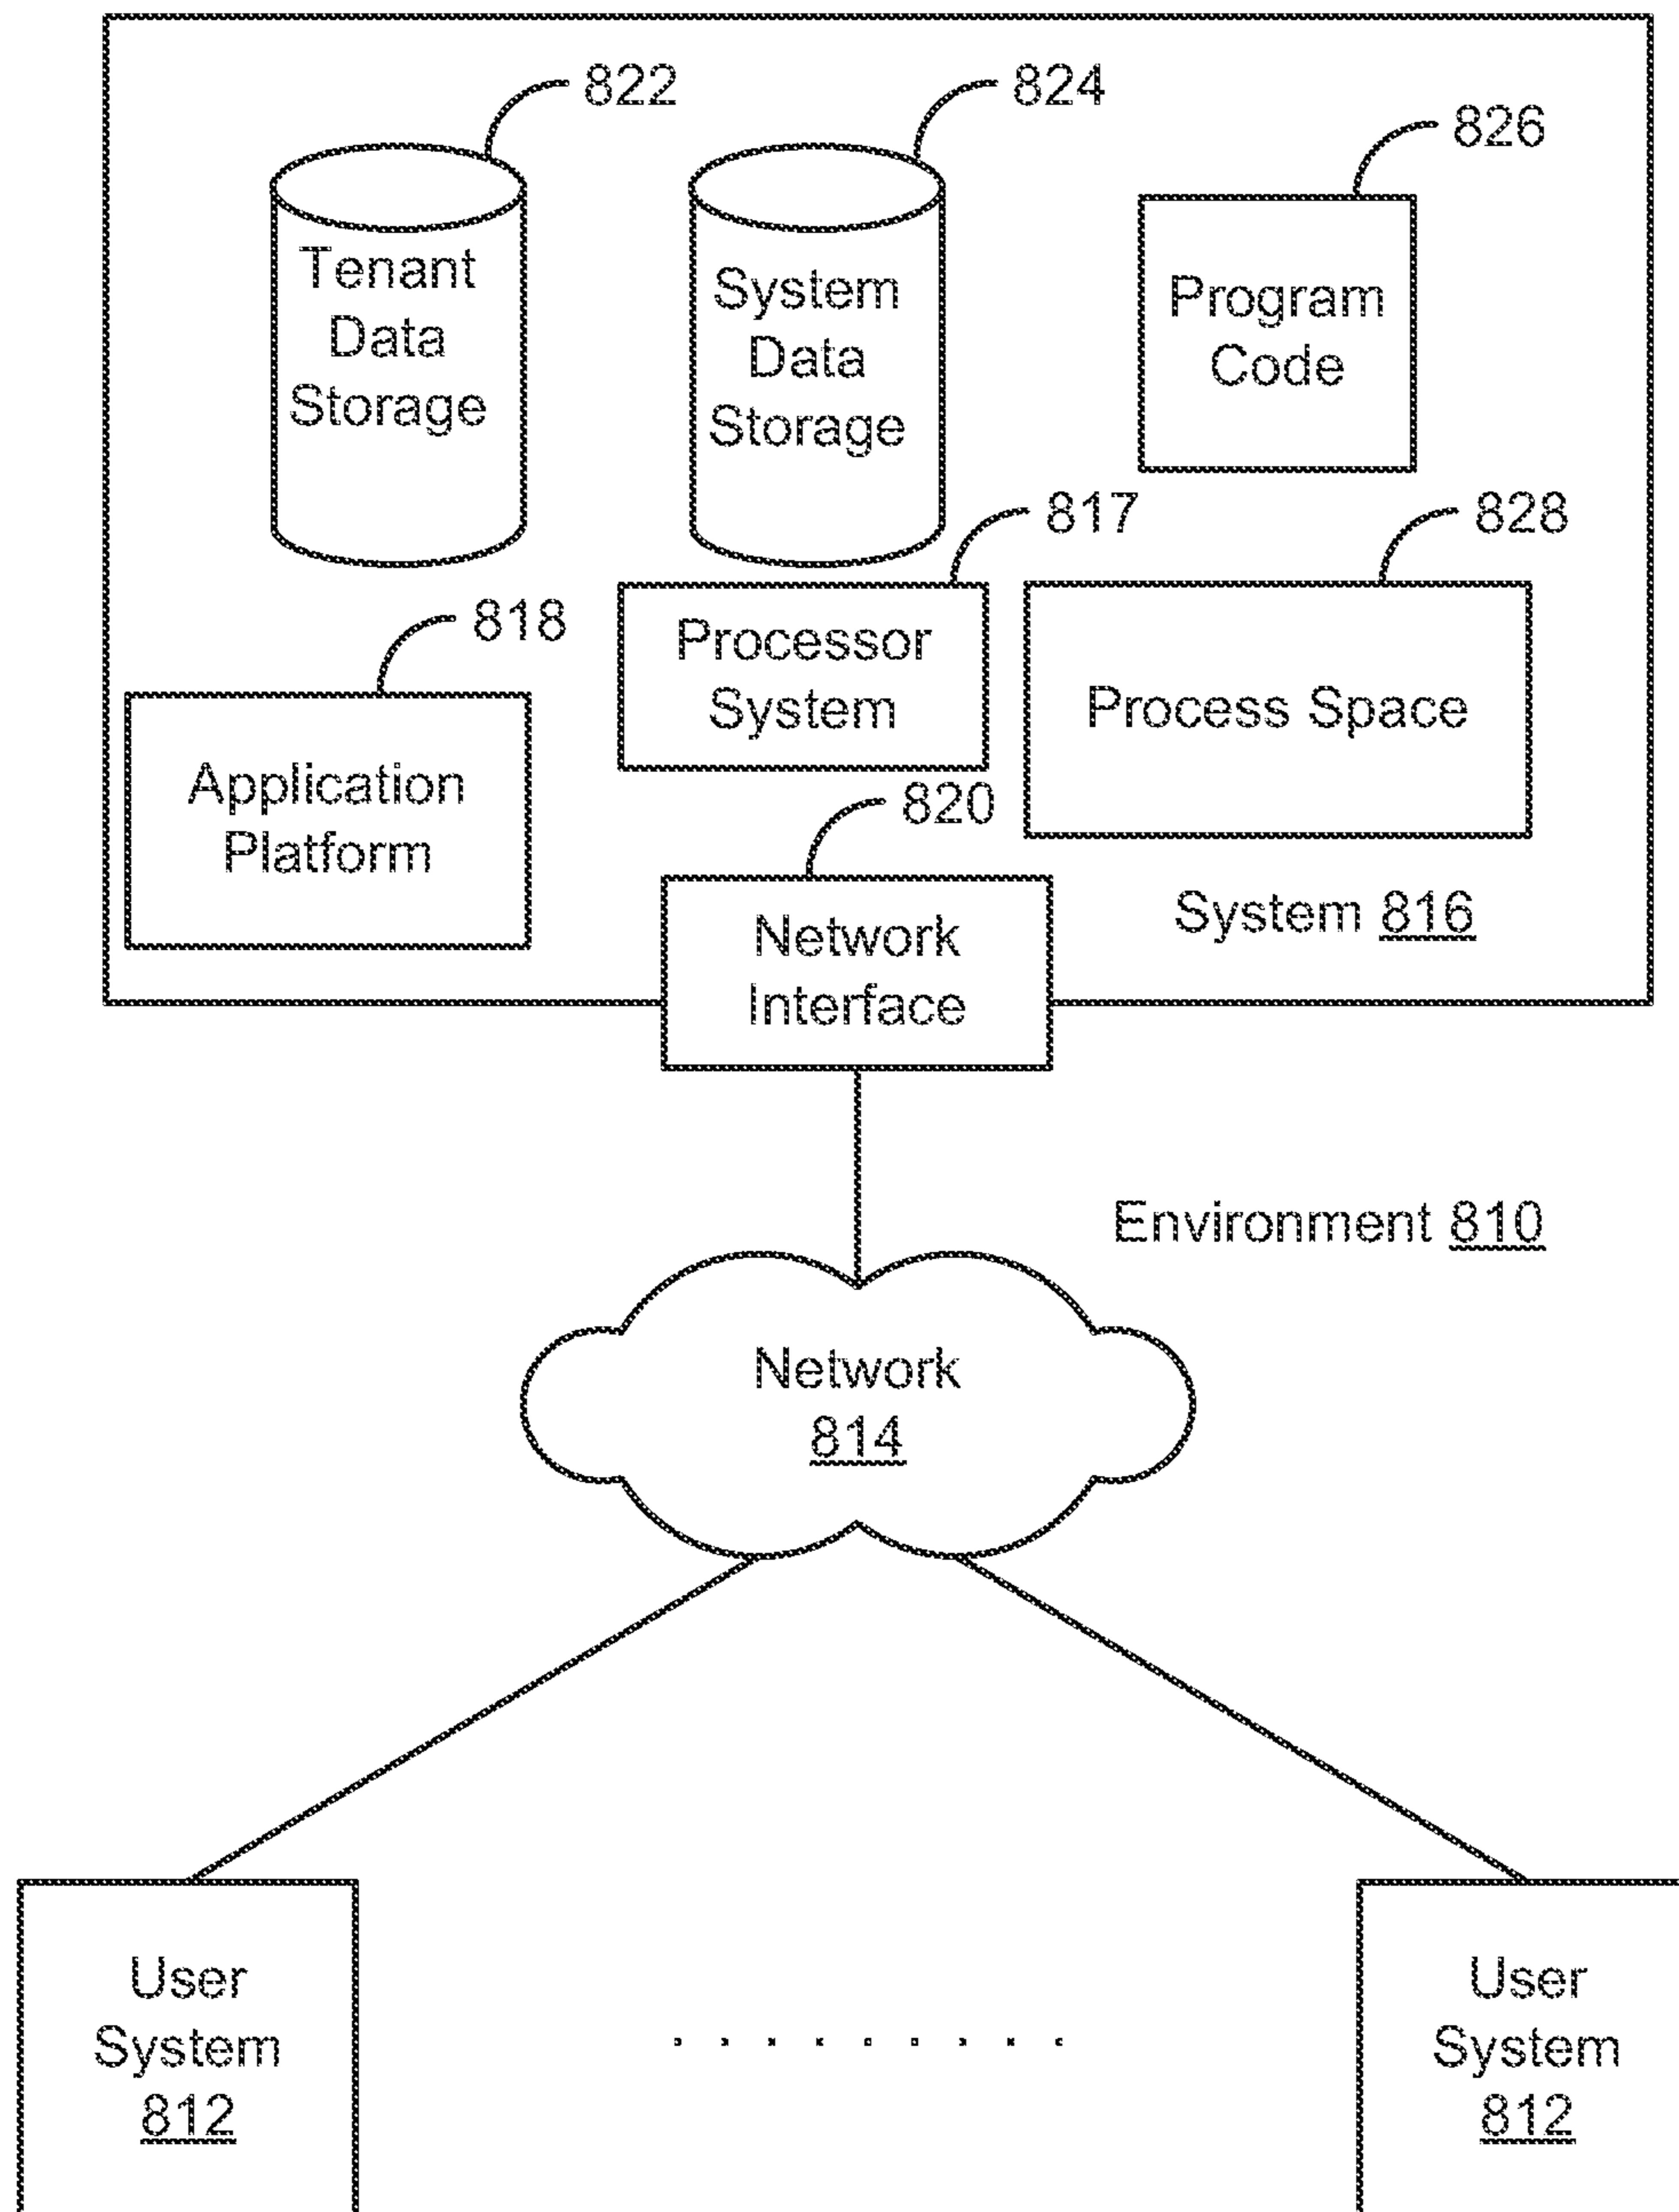 822
824
826
Tenant
Data
Storage
System
Data
Storage
Program
Code
817
828
818
Processor
System
Process Space
Application
Platform
820
Network
Interface
System 816
Environment 810
Network
814
User
System
812
User
System
812